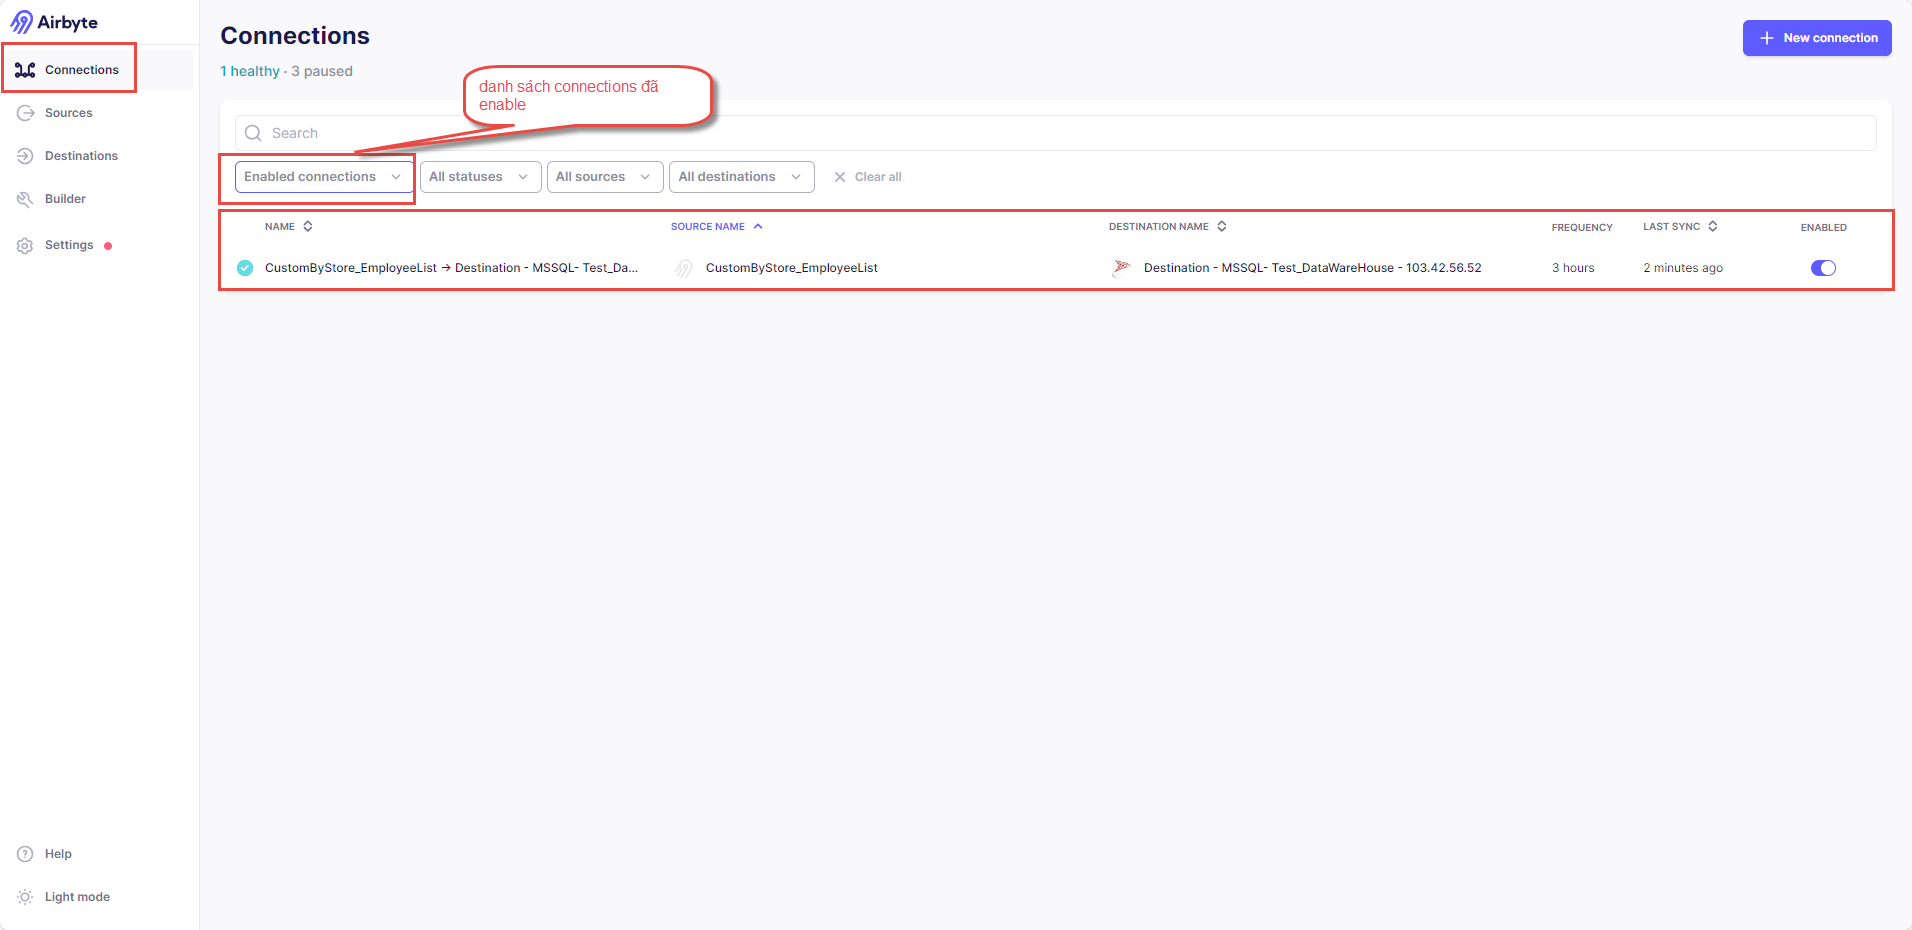 Airbyte
Connections
Sources
Destinations
Builder
Settings
Help
Light mode
Connections
1 healthy · 3 paused
New connection
danh sách connections đã
enable
Search
Enabled connections All statuses All sources All destinations Clear all
NAME SOURCE NAME DESTINATION NAME FREQUENCY LAST SYNC ENABLED
CustomByStore_EmployeeList → Destination - MSSQL- Test_Da... CustomByStore_EmployeeList Destination - MSSQL- Test_DataWareHouse - 103.42.56.52 3 hours 2 minutes ago